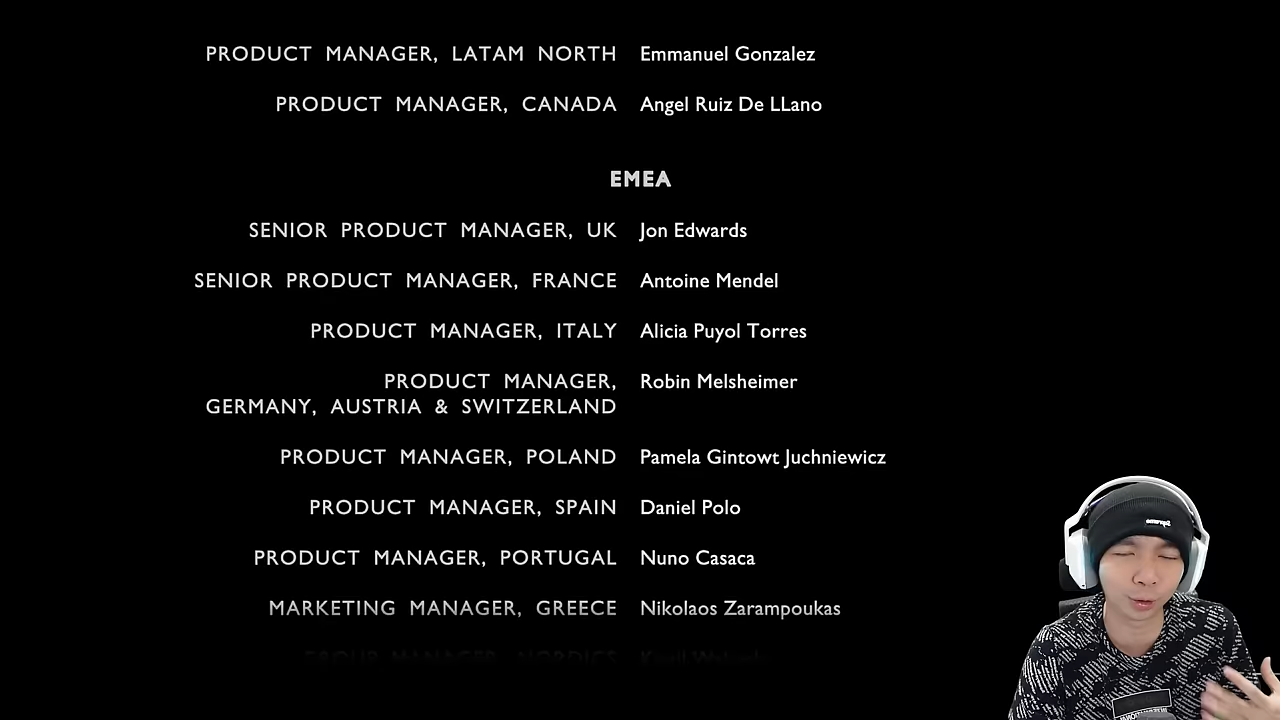 PRODUCT MANAGER, LATAM NORTH Emmanuel Gonzalez
PRODUCT MANAGER, CANADA Angel Ruiz De LLano
EMEA
SENIOR PRODUCT MANAGER, UK Jon Edwards
SENIOR PRODUCT MANAGER, FRANCE Antoine Mendel
PRODUCT MANAGER, ITALY Alicia Puyol Torres
PRODUCT MANAGER, Robin Melsheimer
GERMANY, AUSTRIA & SWITZERLAND
PRODUCT MANAGER, POLAND Pamela Gintowt Juchniewicz
PRODUCT MANAGER, SPAIN Daniel Polo
PRODUCT MANAGER, PORTUGAL Nuno Casaca
MARKETING MANAGER, GREECE Nikolaos Zarampoukas